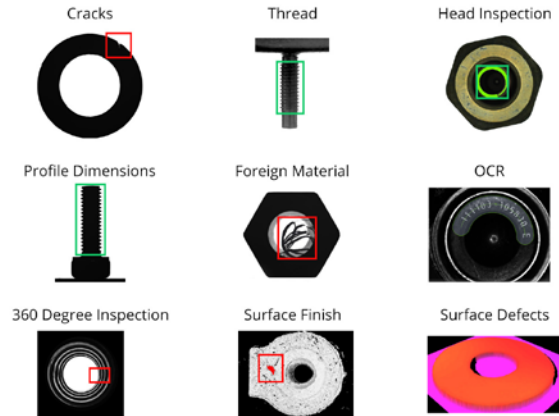 Cracks
Thread
Head Inspection
Profile Dimensions
Foreign Material
OCR
360 Degree Inspection
Surface Finish
Surface Defects